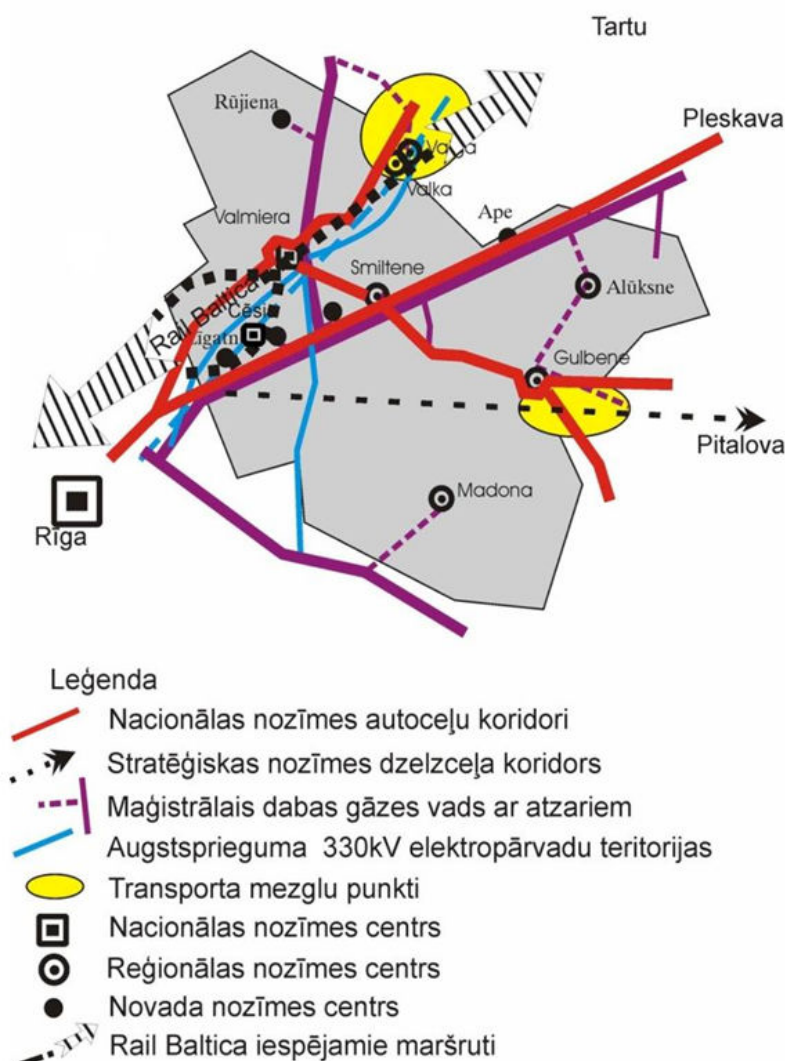 Tartu
Rūjiena
Pleskava
Valka
Valmiera
Ape
Smiltene
Alūksne
Rail Baltica
Cēsis
Gulbene
Pitalova
Madona
Rīga
Leģenda
Nacionālas nozīmes autoceļu koridori
Stratēģiskas nozīmes dzelzceļa koridors
Maģistrālais dabas gāzes vads ar atzariem
Augstsprieguma 330kV elektropārvadu teritorijas
Transporta mezglu punkti
Nacionālas nozīmes centrs
Reģionālas nozīmes centrs
Novada nozīmes centrs
Rail Baltica iespējamie maršruti